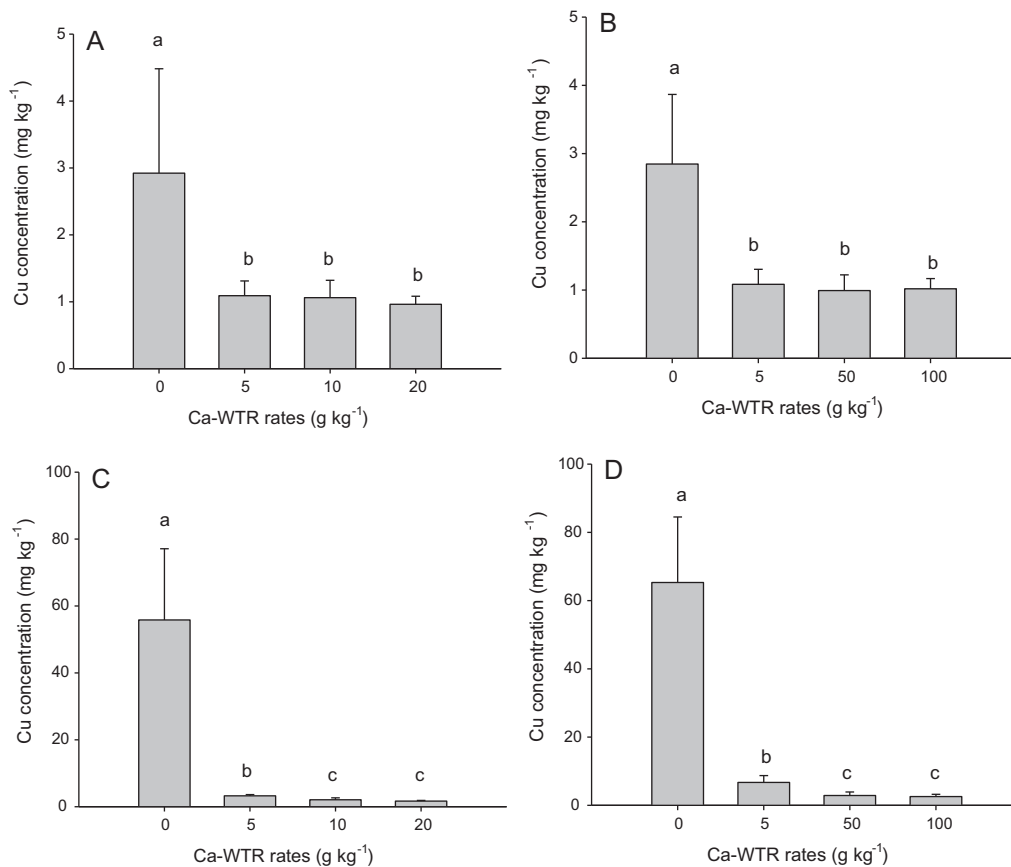 A
Cu concentration (mg kg⁻¹)
5
4
3
2
1
0
a
b
b
b
0 5 10 20
Ca-WTR rates (g kg⁻¹)
B
Cu concentration (mg kg⁻¹)
5
4
3
2
1
0
a
b
b
b
0 5 50 100
Ca-WTR rates (g kg⁻¹)
C
Cu concentration (mg kg⁻¹)
100
80
60
40
20
0
a
b
c
c
0 5 10 20
Ca-WTR rates (g kg⁻¹)
D
Cu concentration (mg kg⁻¹)
100
80
60
40
20
0
a
b
c
c
0 5 50 100
Ca-WTR rates (g kg⁻¹)